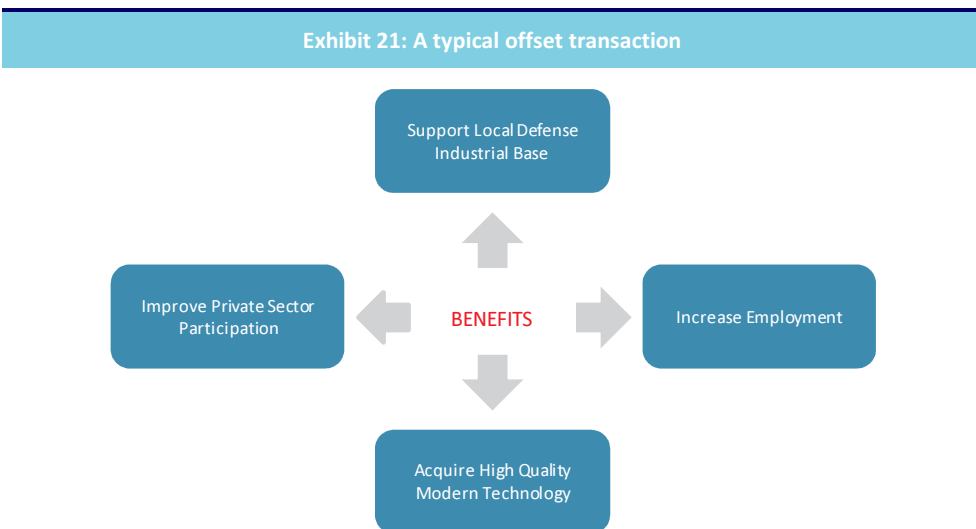 Exhibit 21: A typical offset transaction
Support Local Defense
Industrial Base
Improve Private Sector
Participation
BENEFITS
Increase Employment
Acquire High Quality
Modern Technology